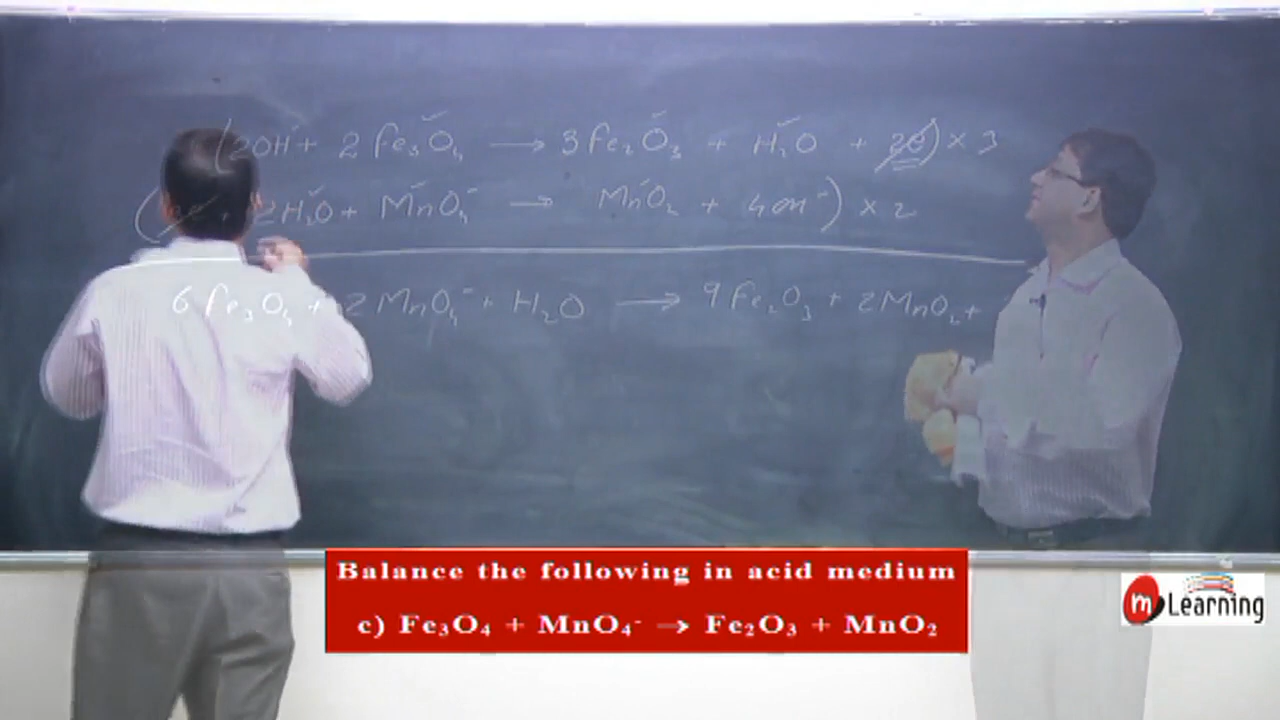 (2OH⁻ + 2 Fe₃O₄ ⟶ 3 Fe₂O₃ + H₂O + 2e) × 3
2H₂O + MnO₄⁻ ⟶ MnO₂ + 4OH⁻) × 2
6 Fe₃O₄ + 2 MnO₄⁻ + H₂O ⟶ 9 Fe₂O₃ + 2 MnO₂ +
Balance the following in acid medium
c) Fe₃O₄ + MnO₄⁻ → Fe₂O₃ + MnO₂
m Learning